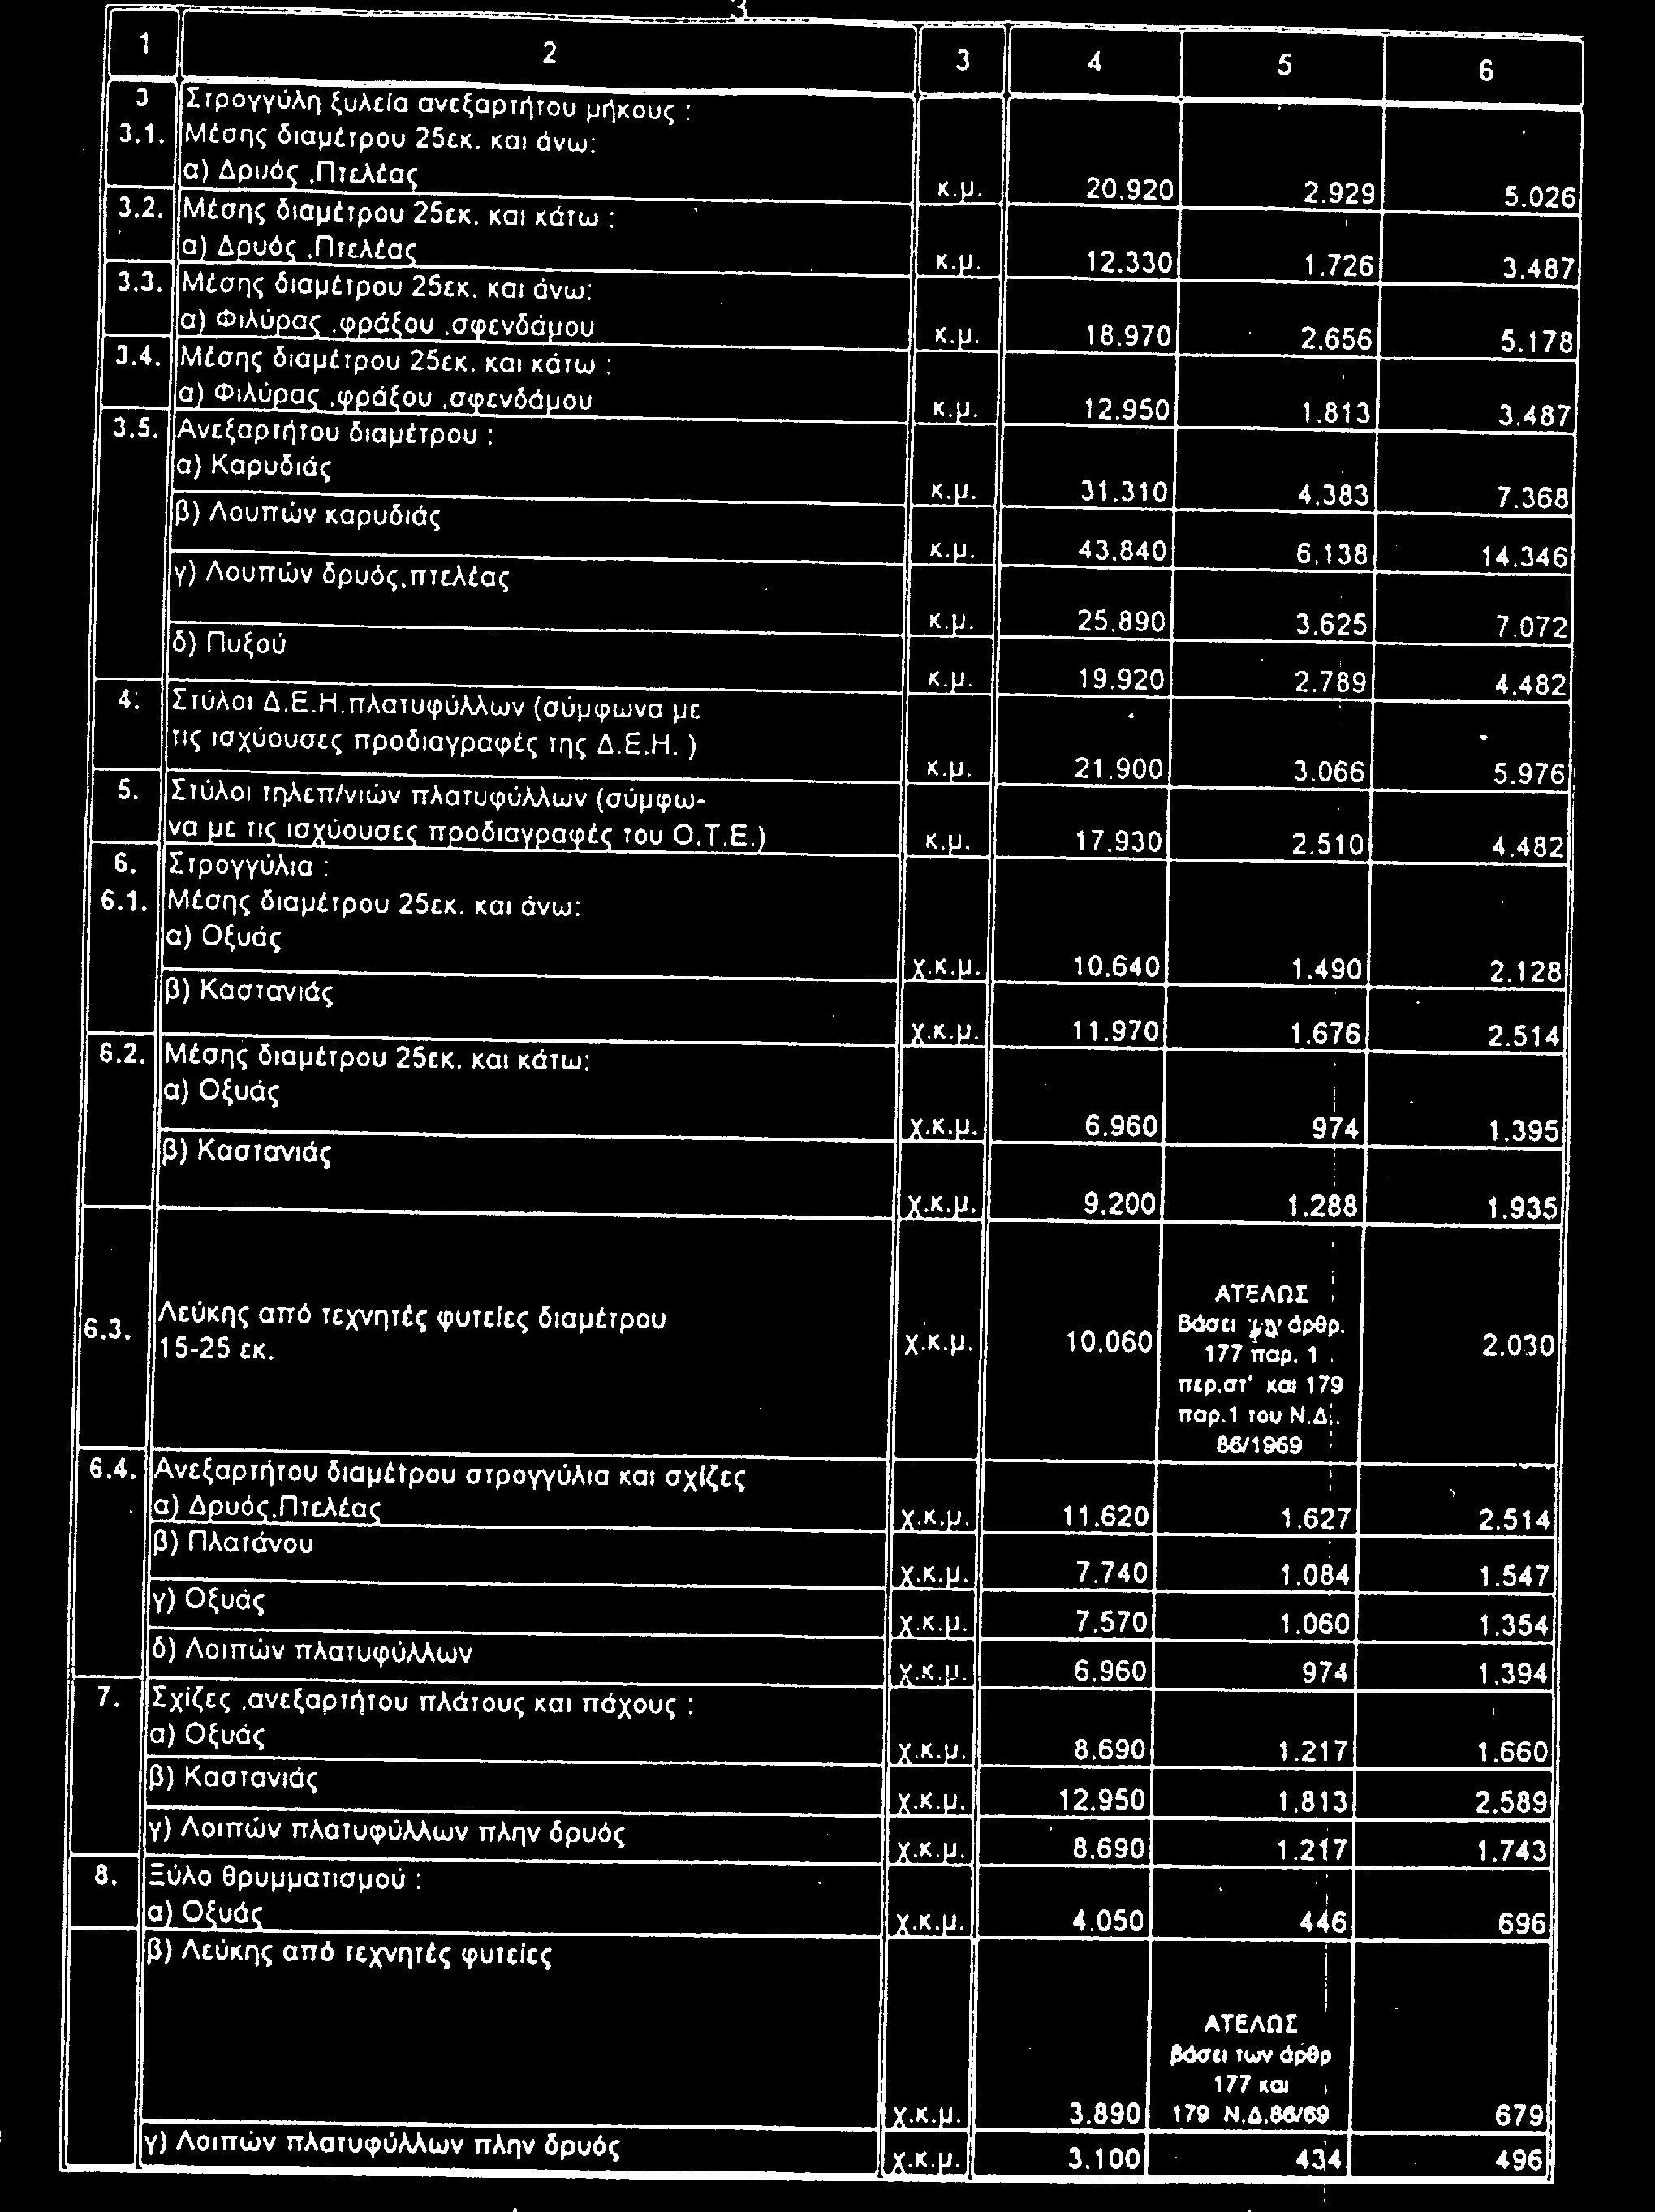 3
1 2 3 4 5 6
3 Στρογγύλη ξυλεία ανεξαρτήτου μήκους :
3.1. Μέσης διαμέτρου 25εκ. και άνω:
α) Δρυός ,Πτελέας κ.μ. 20.920 2.929 5.026
3.2. Μέσης διαμέτρου 25εκ. και κάτω :
α) Δρυός ,Πτελέας κ.μ. 12.330 1.726 3.487
3.3. Μέσης διαμέτρου 25εκ. και άνω:
α) Φιλύρας ,φράξου ,σφενδάμου κ.μ. 18.970 2.656 5.178
3.4. Μέσης διαμέτρου 25εκ. και κάτω :
α) Φιλύρας ,φράξου ,σφενδάμου κ.μ. 12.950 1.813 3.487
3.5. Ανεξαρτήτου διαμέτρου :
α) Καρυδιάς κ.μ. 31.310 4.383 7.368
β) Λουπών καρυδιάς κ.μ. 43.840 6.138 14.346
γ) Λουπών δρυός,πτελέας κ.μ. 25.890 3.625 7.072
δ) Πυξού κ.μ. 19.920 2.789 4.482
4. Στύλοι Δ.Ε.Η.πλατυφύλλων (σύμφωνα με
τις ισχύουσες προδιαγραφές της Δ.Ε.Η. ) κ.μ. 21.900 3.066 5.976
5. Στύλοι τηλεπ/νιών πλατυφύλλων (σύμφω-
να με τις ισχύουσες προδιαγραφές του Ο.Τ.Ε.) κ.μ. 17.930 2.510 4.482
6. Στρογγύλια :
6.1. Μέσης διαμέτρου 25εκ. και άνω:
α) Οξυάς χ.κ.μ. 10.640 1.490 2.128
β) Καστανιάς χ.κ.μ. 11.970 1.676 2.514
6.2. Μέσης διαμέτρου 25εκ. και κάτω:
α) Οξυάς χ.κ.μ. 6.960 974 1.395
β) Καστανιάς χ.κ.μ. 9.200 1.288 1.935
6.3. Λεύκης από τεχνητές φυτείες διαμέτρου
15-25 εκ. χ.κ.μ. 10.060 2.030
ΑΤΕΛΩΣ
Βάσει άρθρ.
177 παρ. 1
περ.στ' και 179
παρ.1 του Ν.Δ.
86/1969
6.4. Ανεξαρτήτου διαμέτρου στρογγύλια και σχίζες
α) Δρυός,Πτελέας χ.κ.μ. 11.620 1.627 2.514
β) Πλατάνου χ.κ.μ. 7.740 1.084 1.547
γ) Οξυάς χ.κ.μ. 7.570 1.060 1.354
δ) Λοιπών πλατυφύλλων χ.κ.μ. 6.960 974 1.394
7. Σχίζες ,ανεξαρτήτου πλάτους και πάχους :
α) Οξυάς χ.κ.μ. 8.690 1.217 1.660
β) Καστανιάς χ.κ.μ. 12.950 1.813 2.589
γ) Λοιπών πλατυφύλλων πλην δρυός χ.κ.μ. 8.690 1.217 1.743
8. Ξύλο θρυμματισμού :
α) Οξυάς χ.κ.μ. 4.050 446 696
β) Λεύκης από τεχνητές φυτείες χ.κ.μ. 3.890 679
ΑΤΕΛΩΣ
βάσει των άρθρ
177 και
179 Ν.Δ.86/69
γ) Λοιπών πλατυφύλλων πλην δρυός χ.κ.μ. 3.100 434 496